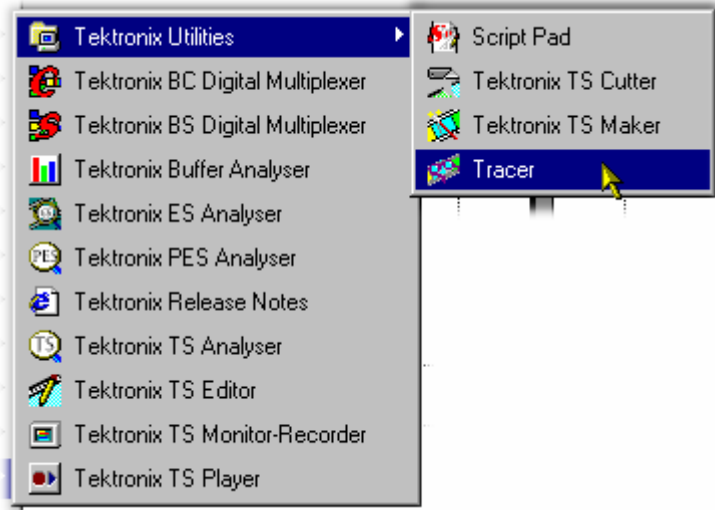 Tektronix Utilities
Tektronix BC Digital Multiplexer
Tektronix BS Digital Multiplexer
Tektronix Buffer Analyser
Tektronix ES Analyser
PES
Tektronix PES Analyser
Tektronix Release Notes
TS
Tektronix TS Analyser
Tektronix TS Editor
Tektronix TS Monitor-Recorder
Tektronix TS Player
Script Pad
Tektronix TS Cutter
Tektronix TS Maker
Tracer